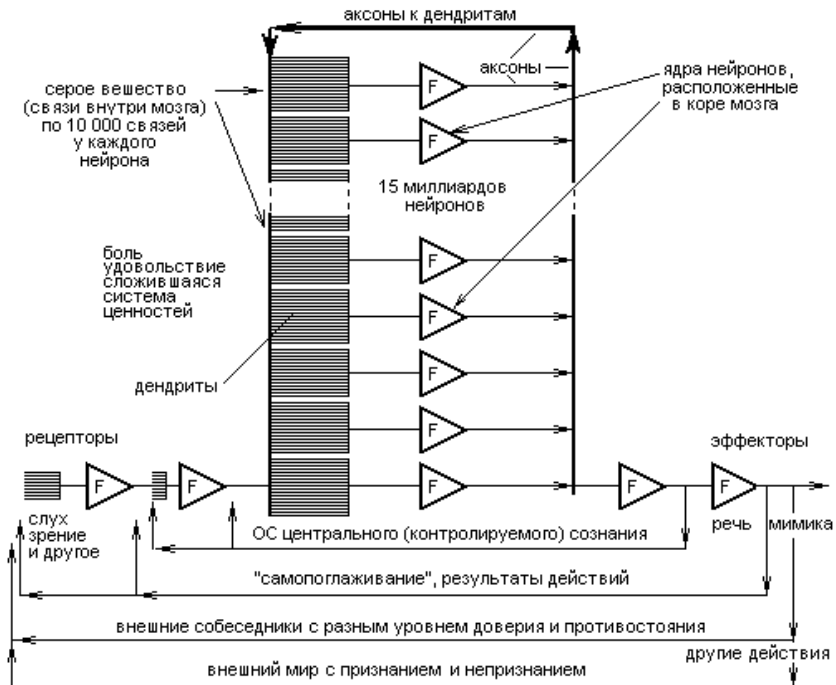 аксоны к дендритам
аксоны
ядра нейронов,
расположенные
в коре мозга
серое вешество
(связи внутри мозга)
по 10 000 связей
у каждого
нейрона
F
F
15 миллиардов
нейронов
боль
удовольствие
сложившаяся
система
ценностей
F
F
дендриты
F
F
рецепторы
эффекторы
F
F
F
F
F
слух
зрение
и другое
речь
мимика
ОС центрального (контролируемого) сознания
"самопоглаживание", результаты действий
внешние собеседники с разным уровнем доверия и противостояния
другие действия
внешний мир с признанием и непризнанием